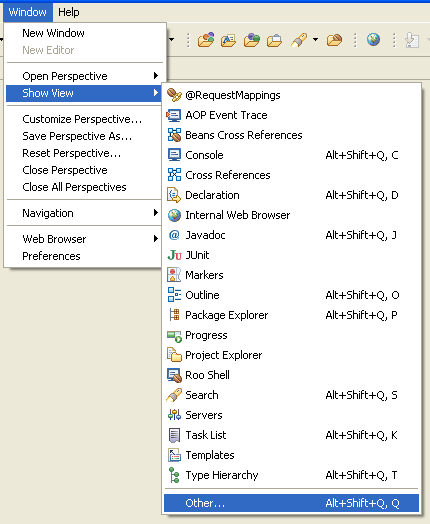 Window Help
New Window
New Editor
Open Perspective
Show View
Customize Perspective...
Save Perspective As...
Reset Perspective...
Close Perspective
Close All Perspectives
Navigation
Web Browser
Preferences
@RequestMappings
AOP Event Trace
Beans Cross References
Console Alt+Shift+Q, C
Cross References
Declaration Alt+Shift+Q, D
Internal Web Browser
Javadoc Alt+Shift+Q, J
JUnit
Markers
Outline Alt+Shift+Q, O
Package Explorer Alt+Shift+Q, P
Progress
Project Explorer
Roo Shell
Search Alt+Shift+Q, S
Servers
Task List Alt+Shift+Q, K
Templates
Type Hierarchy Alt+Shift+Q, T
Other... Alt+Shift+Q, Q